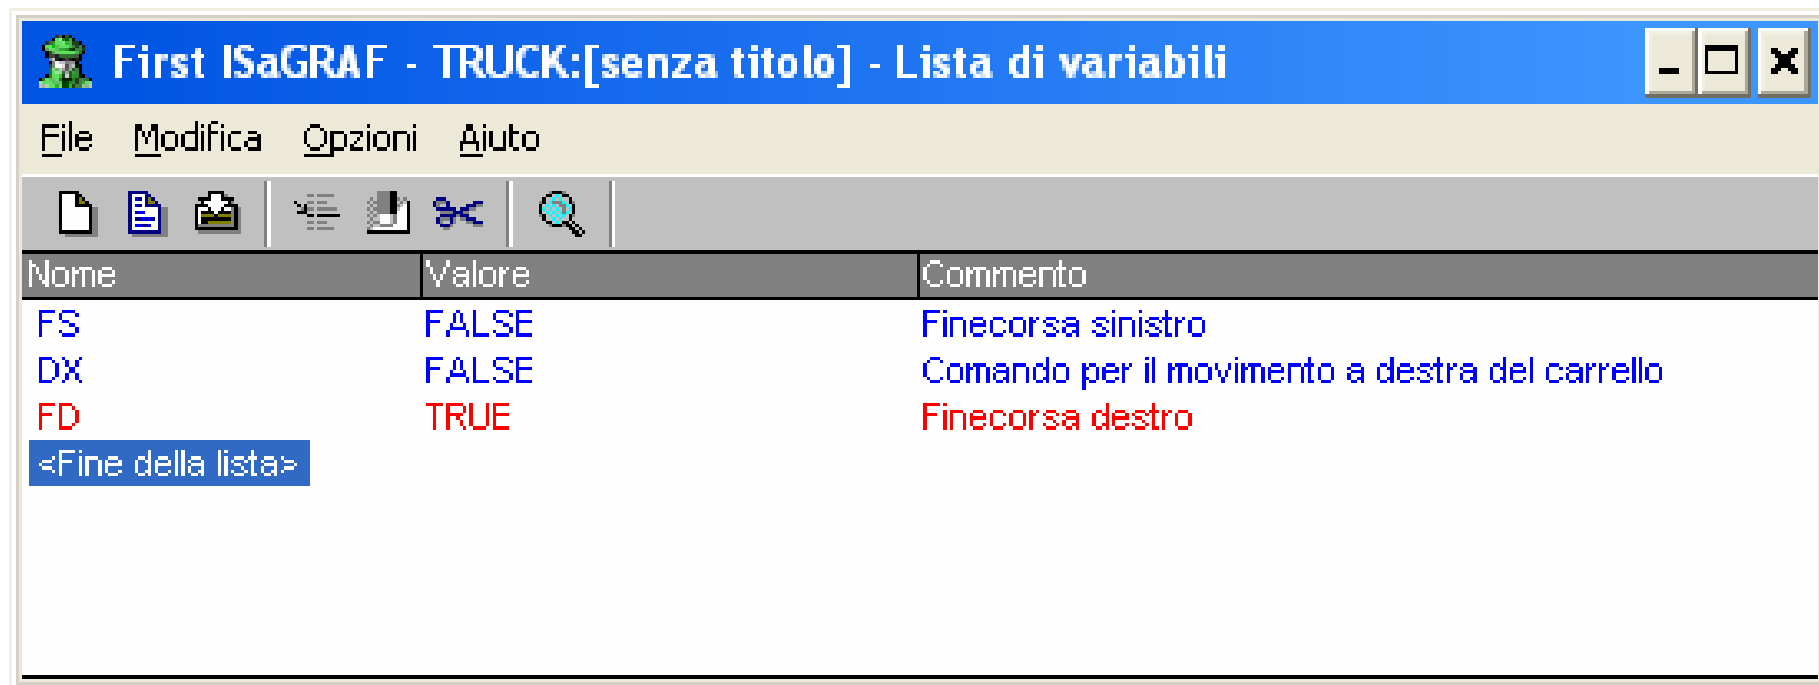 First ISaGRAF - TRUCK:[senza titolo] - Lista di variabili
File Modifica Opzioni Aiuto
Nome Valore Commento
FS FALSE Finecorsa sinistro
DX FALSE Comando per il movimento a destra del carrello
FD TRUE Finecorsa destro
<Fine della lista>